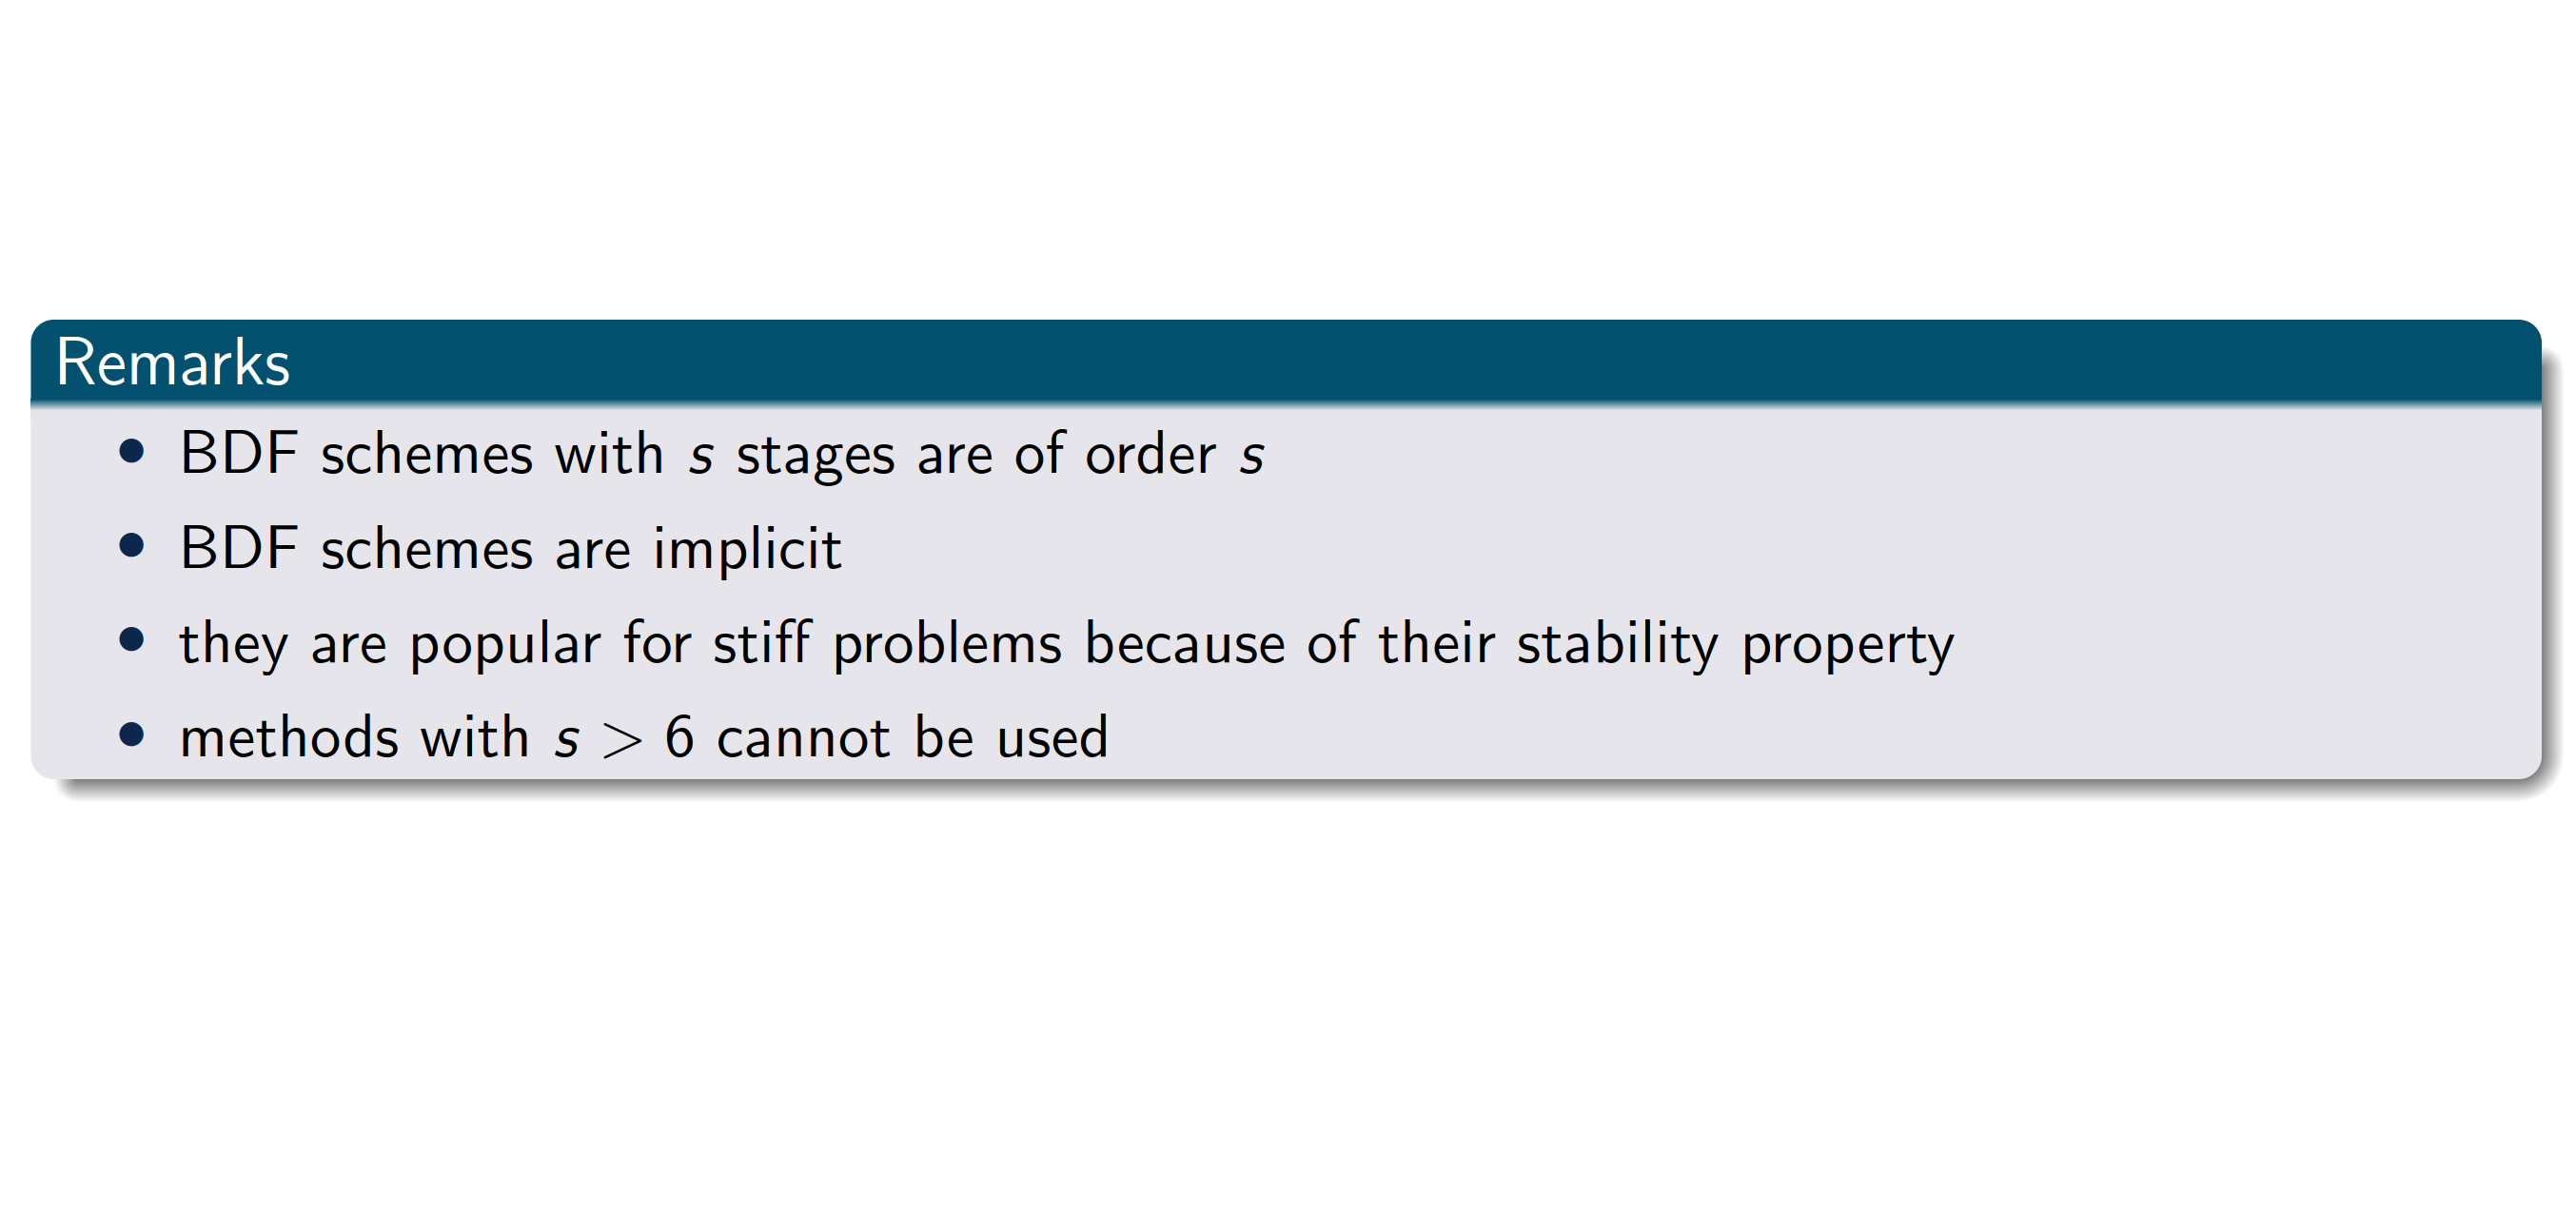 Remarks
• BDF schemes with s stages are of order s
• BDF schemes are implicit
• they are popular for stiff problems because of their stability property
• methods with s > 6 cannot be used